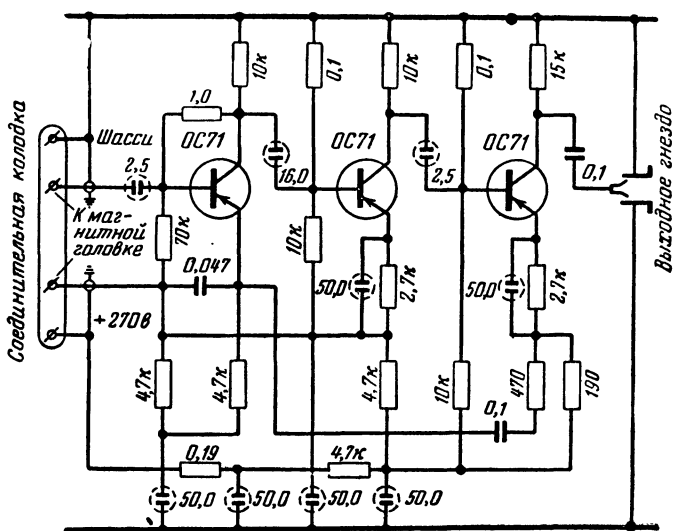 10к
0,1
10к
0,1
15к
Соединительная колодка
Шасси
1,0
ОС71
ОС71
ОС71
2,5
16,0
2,5
0,1
Выходное гнездо
К маг-
нитной
головке
70к
10к
0,047
50,0
2,7к
50,0
2,7к
+270в
4,7к
4,7к
4,7к
10к
470
190
0,1
0,19
4,7к
50,0
50,0
50,0
50,0